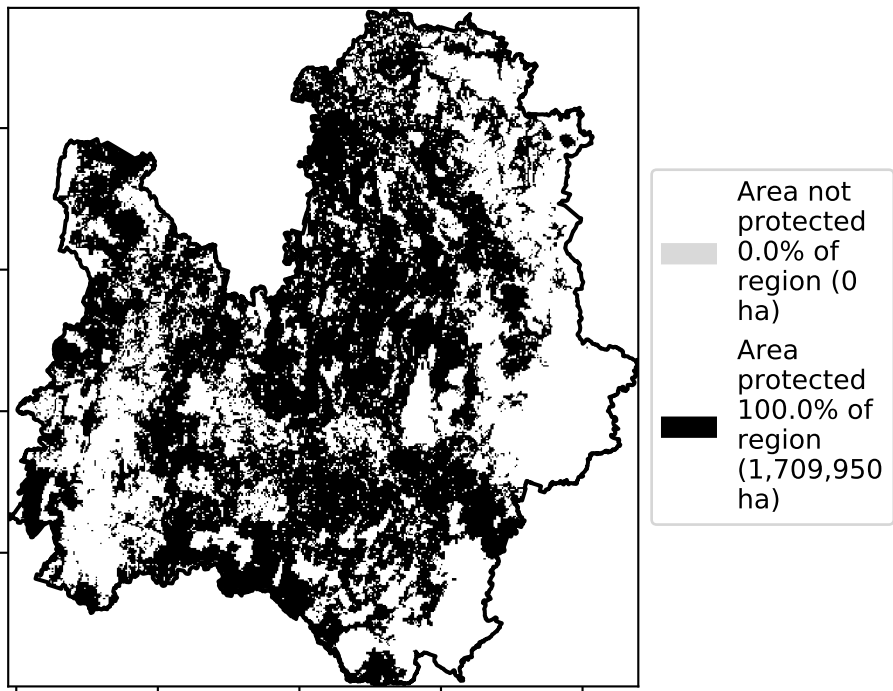 Area not
protected
0.0% of
region (0
ha)
Area
protected
100.0% of
region
(1,709,950
ha)